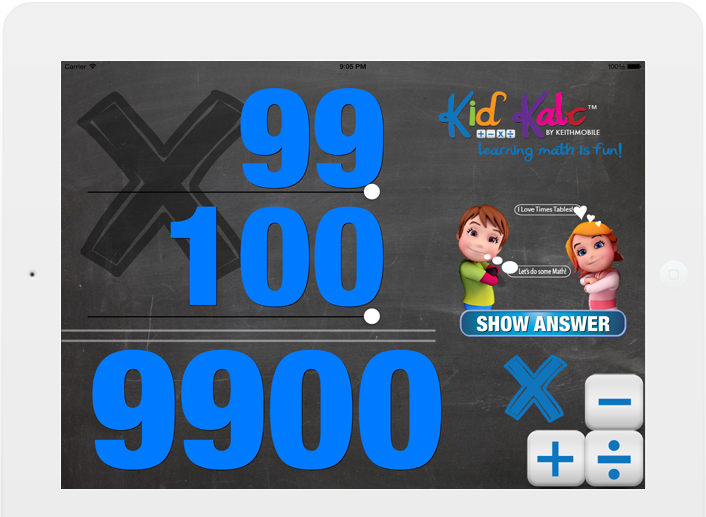 Carrier 9:05 PM 100%
99
100
9900
Kid Kalc™
BY KEITHMOBILE
+ − × ÷
Learning math is fun!
I Love Times Tables!
Let's do some Math!
SHOW ANSWER
X −
+ ÷